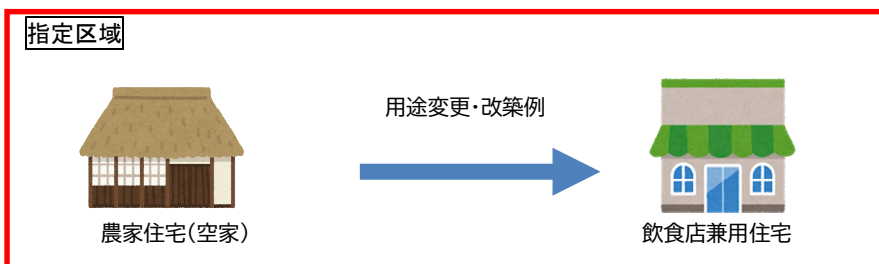 指定区域
用途変更・改築例
農家住宅(空家)
飲食店兼用住宅